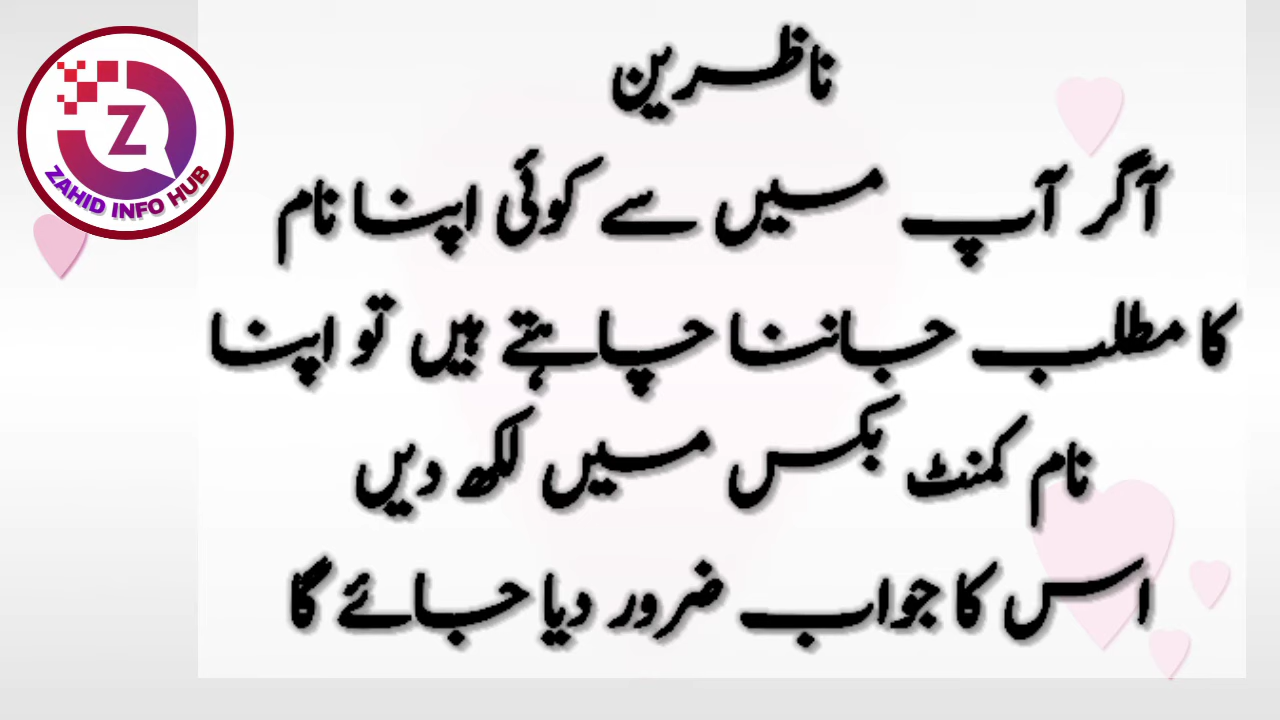 Z
ZAHID INFO HUB
ناظرین
آگر آپ میں سے کوئی اپنا نام
کا مطلب جاننا چاہتے ہیں تو اپنا
نام کمنٹ بکس میں لکھ دیں
اس کا جواب ضرور دیا جائے گا